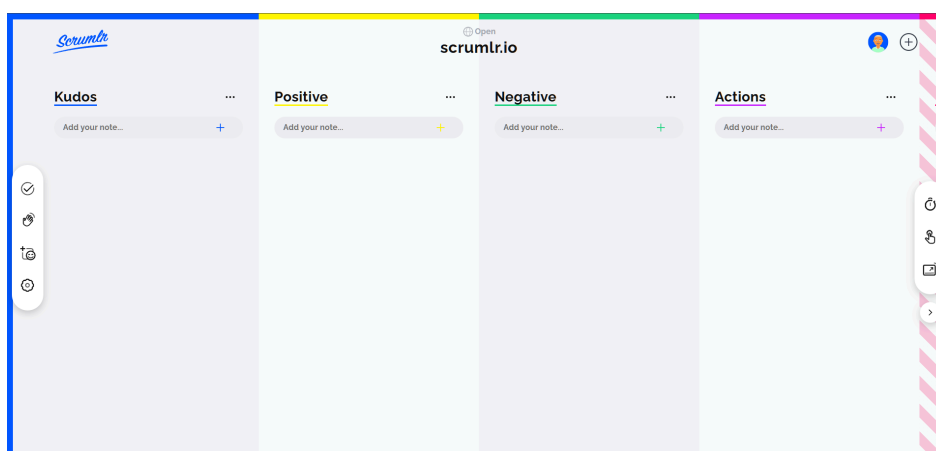 Scrumlr
Open
scrumlr.io
Kudos
Positive
Negative
Actions
Add your note...
Add your note...
Add your note...
Add your note...